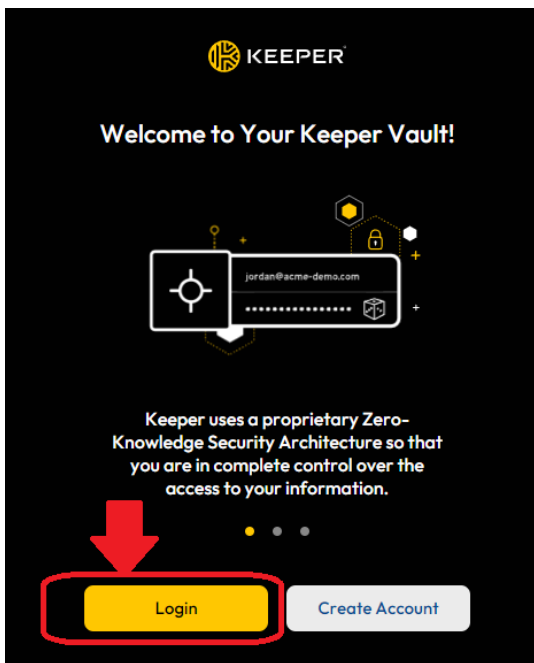 KEEPER
Welcome to Your Keeper Vault!
jordan@acme-demo.com
Keeper uses a proprietary Zero-
Knowledge Security Architecture so that
you are in complete control over the
access to your information.
Login
Create Account